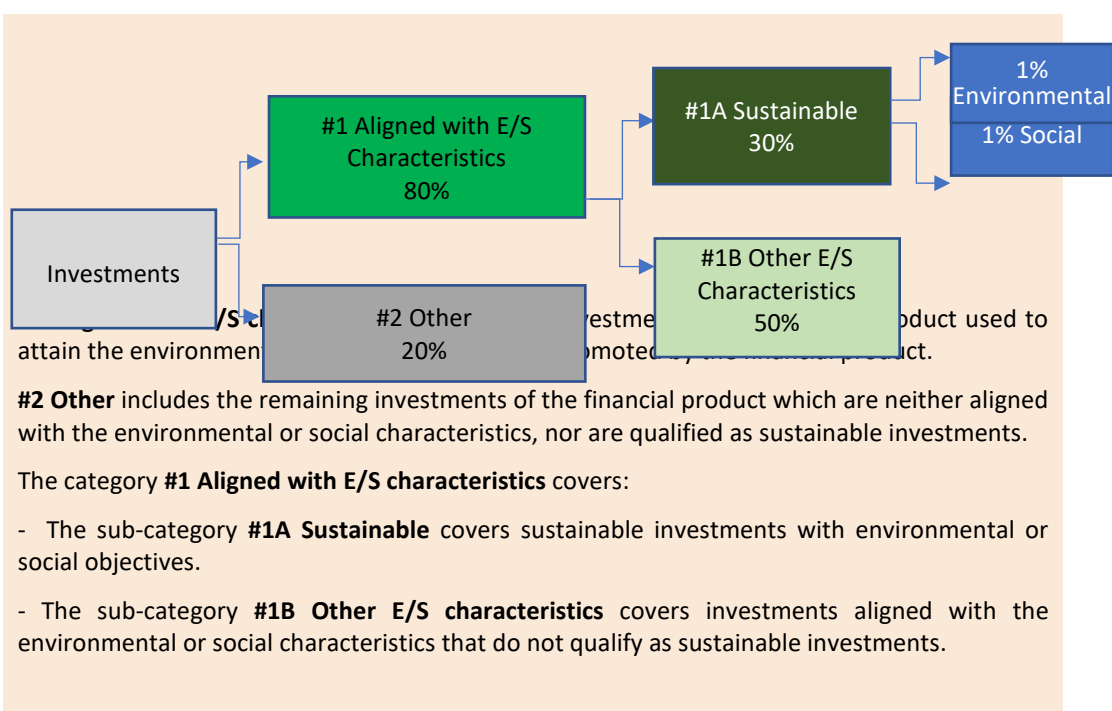 1%
Environmental
1% Social
#1A Sustainable
30%
#1 Aligned with E/S
Characteristics
80%
#1B Other E/S
Characteristics
50%
Investments
#2 Other
20%
/S oduct used to
attain the by the financial product.
#2 Other includes the remaining investments of the financial product which are neither aligned
with the environmental or social characteristics, nor are qualified as sustainable investments.
The category #1 Aligned with E/S characteristics covers:
- The sub-category #1A Sustainable covers sustainable investments with environmental or
social objectives.
- The sub-category #1B Other E/S characteristics covers investments aligned with the
environmental or social characteristics that do not qualify as sustainable investments.